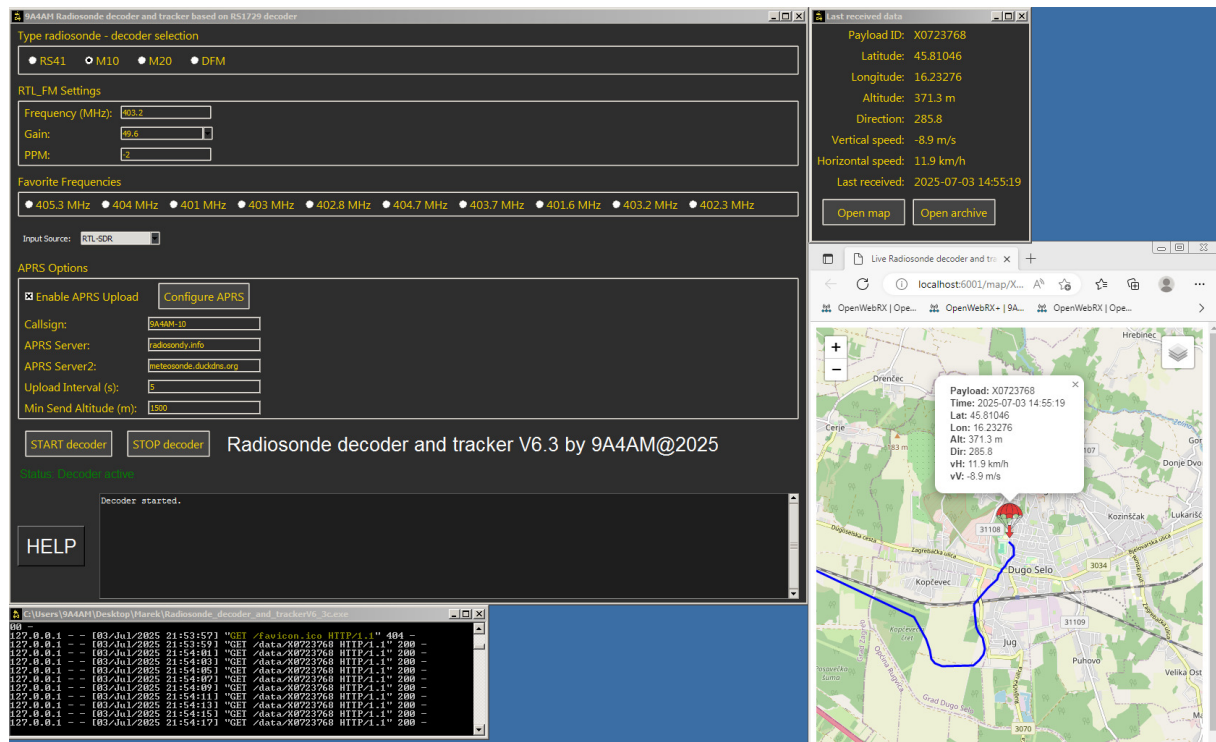 9A4AM Radiosonde decoder and tracker based on RS1729 decoder
Type radiosonde - decoder selection
RS41 M10 M20 DFM
RTL_FM Settings
Frequency (MHz): 403.2
Gain: 49.6
PPM: -2
Favorite Frequencies
405.3 MHz 404 MHz 401 MHz 403 MHz 402.8 MHz 404.7 MHz 403.7 MHz 401.6 MHz 403.2 MHz 402.3 MHz
Input Source: RTL-SDR
APRS Options
Enable APRS Upload Configure APRS
Callsign: 9A4AM-10
APRS Server: radiosondy.info
APRS Server2: meteosonde.duckdns.org
Upload Interval (s): 5
Min Send Altitude (m): 1500
START decoder STOP decoder Radiosonde decoder and tracker V6.3 by 9A4AM@2025
Status: Decoder active
Decoder started.
HELP
C:\Users\9A4AM\Desktop\Marek\Radiosonde_decoder_and_trackerV6_3c.exe
00 -
127.0.0.1 - - [03/Jul/2025 21:53:57] "GET /favicon.ico HTTP/1.1" 404 -
127.0.0.1 - - [03/Jul/2025 21:53:59] "GET /data/X0723768 HTTP/1.1" 200 -
127.0.0.1 - - [03/Jul/2025 21:54:01] "GET /data/X0723768 HTTP/1.1" 200 -
127.0.0.1 - - [03/Jul/2025 21:54:03] "GET /data/X0723768 HTTP/1.1" 200 -
127.0.0.1 - - [03/Jul/2025 21:54:05] "GET /data/X0723768 HTTP/1.1" 200 -
127.0.0.1 - - [03/Jul/2025 21:54:07] "GET /data/X0723768 HTTP/1.1" 200 -
127.0.0.1 - - [03/Jul/2025 21:54:09] "GET /data/X0723768 HTTP/1.1" 200 -
127.0.0.1 - - [03/Jul/2025 21:54:11] "GET /data/X0723768 HTTP/1.1" 200 -
127.0.0.1 - - [03/Jul/2025 21:54:13] "GET /data/X0723768 HTTP/1.1" 200 -
127.0.0.1 - - [03/Jul/2025 21:54:15] "GET /data/X0723768 HTTP/1.1" 200 -
127.0.0.1 - - [03/Jul/2025 21:54:17] "GET /data/X0723768 HTTP/1.1" 200 -
Last received data
Payload ID: X0723768
Latitude: 45.81046
Longitude: 16.23276
Altitude: 371.3 m
Direction: 285.8
Vertical speed: -8.9 m/s
Horizontal speed: 11.9 km/h
Last received: 2025-07-03 14:55:19
Open map Open archive
Live Radiosonde decoder and tra
localhost:6001/map/X...
OpenWebRX | Ope... OpenWebRX+ | 9A... OpenWebRX | Ope...
+
−
Hrebinec
Drenčec
Payload: X0723768
Time: 2025-07-03 14:55:19
Lat: 45.81046
Lon: 16.23276
Alt: 371.3 m
Dir: 285.8
vH: 11.9 km/h
vV: -8.9 m/s
Cerje
Gor
183 m
107
Donje Dvo
Kozinščak
Lukarišć
Dugoselska cesta
31108
Zagrebačka ulica
Bjelovarska ulica
Dugo Selo
3034
Kopčevec
31109
Jug
Puhovo
Velika Ost
Općina Rugvica
Grad Dugo Selo
3070